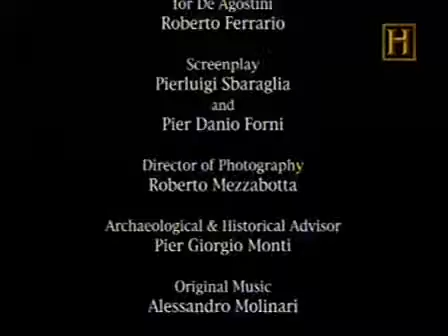 for De Agostini
Roberto Ferrario
Screenplay
Pierluigi Sbaraglia
and
Pier Danio Forni
Director of Photography
Roberto Mezzabotta
Archaeological & Historical Advisor
Pier Giorgio Monti
Original Music
Alessandro Molinari
H